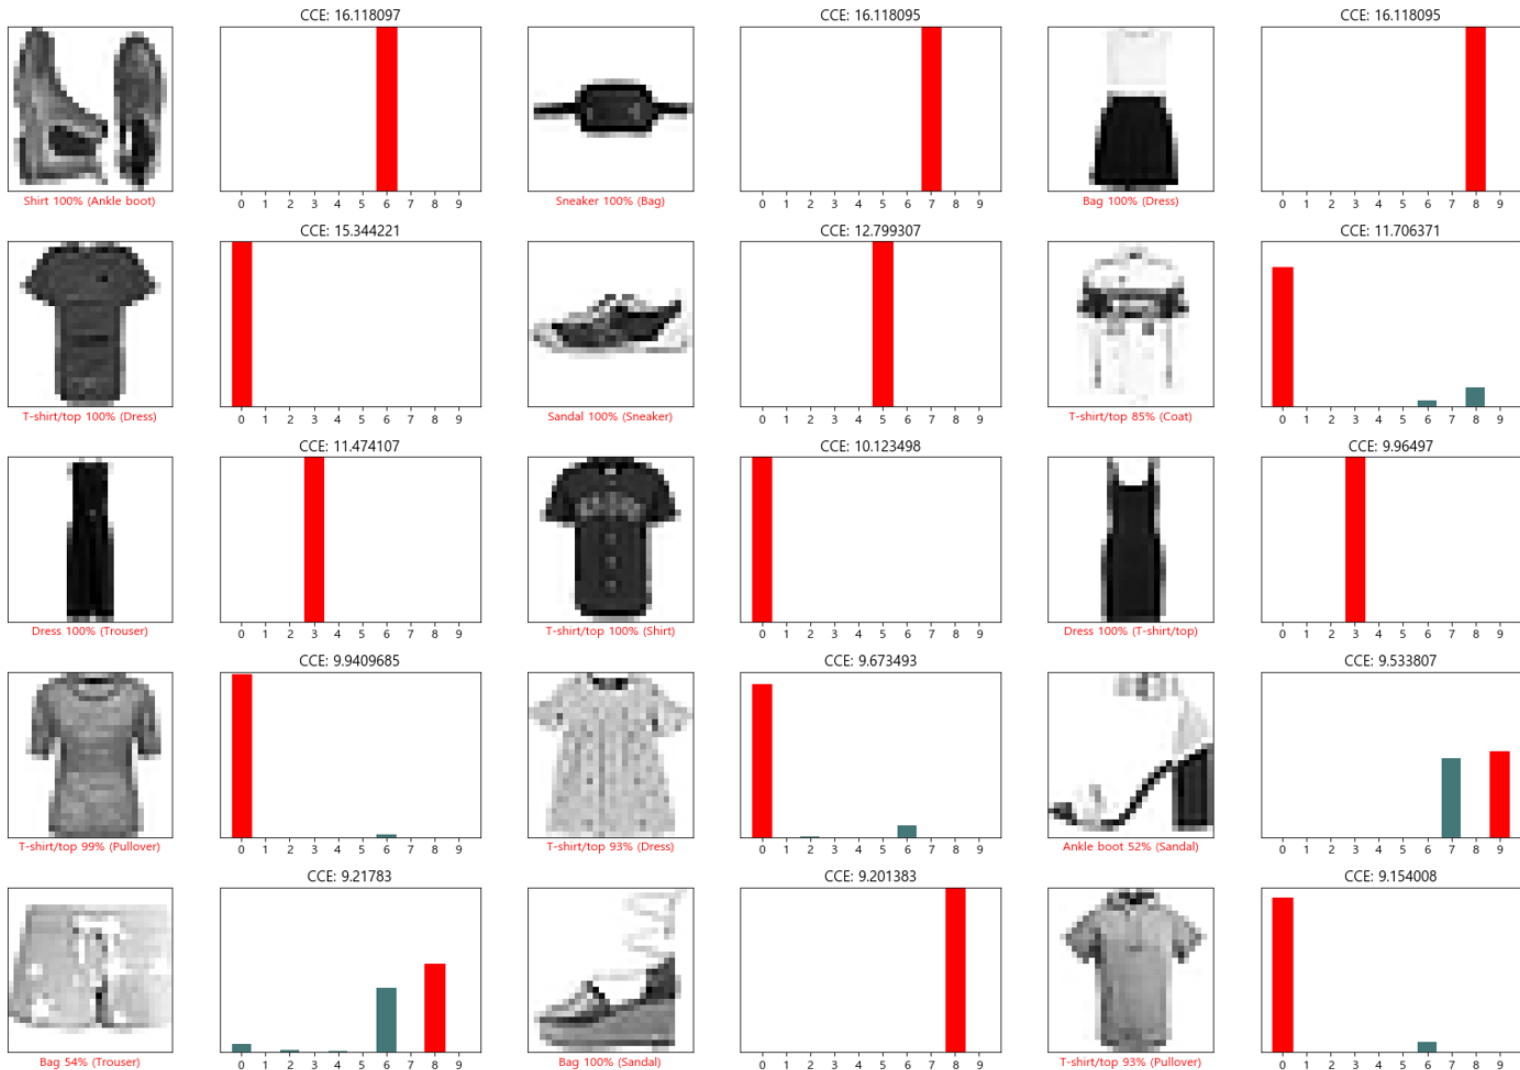 CCE: 16.118097
CCE: 16.118095
CCE: 16.118095
0 1 2 3 4 5 6 7 8 9
0 1 2 3 4 5 6 7 8 9
0 1 2 3 4 5 6 7 8 9
Shirt 100% (Ankle boot)
Sneaker 100% (Bag)
Bag 100% (Dress)
CCE: 15.344221
CCE: 12.799307
CCE: 11.706371
0 1 2 3 4 5 6 7 8 9
0 1 2 3 4 5 6 7 8 9
0 1 2 3 4 5 6 7 8 9
T-shirt/top 100% (Dress)
Sandal 100% (Sneaker)
T-shirt/top 85% (Coat)
CCE: 11.474107
CCE: 10.123498
CCE: 9.96497
0 1 2 3 4 5 6 7 8 9
0 1 2 3 4 5 6 7 8 9
0 1 2 3 4 5 6 7 8 9
Dress 100% (Trouser)
T-shirt/top 100% (Shirt)
Dress 100% (T-shirt/top)
CCE: 9.9409685
CCE: 9.673493
CCE: 9.533807
0 1 2 3 4 5 6 7 8 9
0 1 2 3 4 5 6 7 8 9
0 1 2 3 4 5 6 7 8 9
T-shirt/top 99% (Pullover)
T-shirt/top 93% (Dress)
Ankle boot 52% (Sandal)
CCE: 9.21783
CCE: 9.201383
CCE: 9.154008
0 1 2 3 4 5 6 7 8 9
0 1 2 3 4 5 6 7 8 9
0 1 2 3 4 5 6 7 8 9
Bag 54% (Trouser)
Bag 100% (Sandal)
T-shirt/top 93% (Pullover)